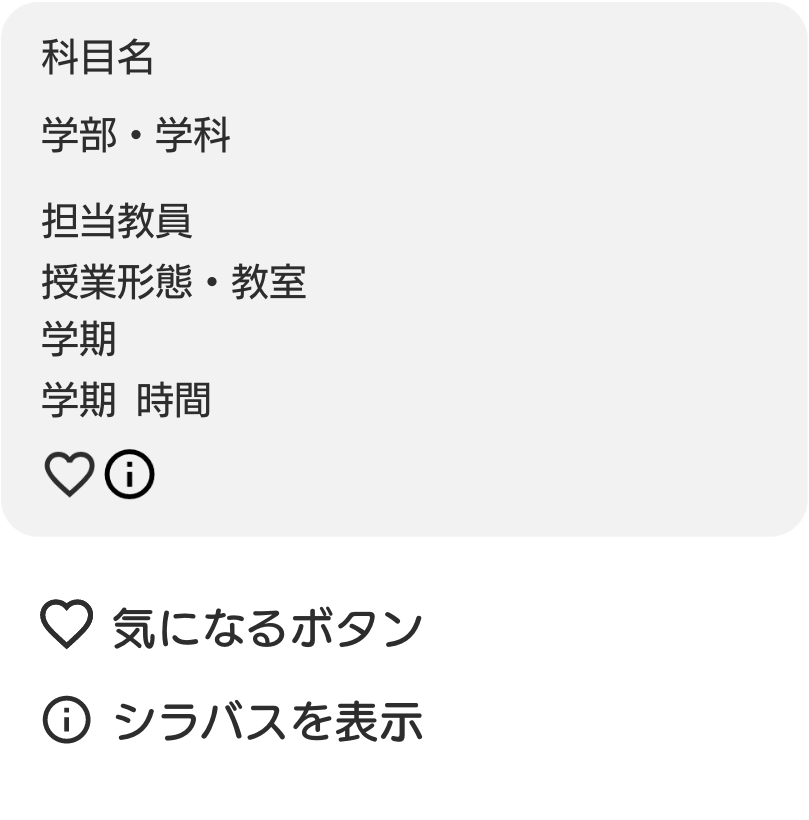 科目名
学部・学科
担当教員
授業形態・教室
学期
学期 時間
気になるボタン
シラバスを表示